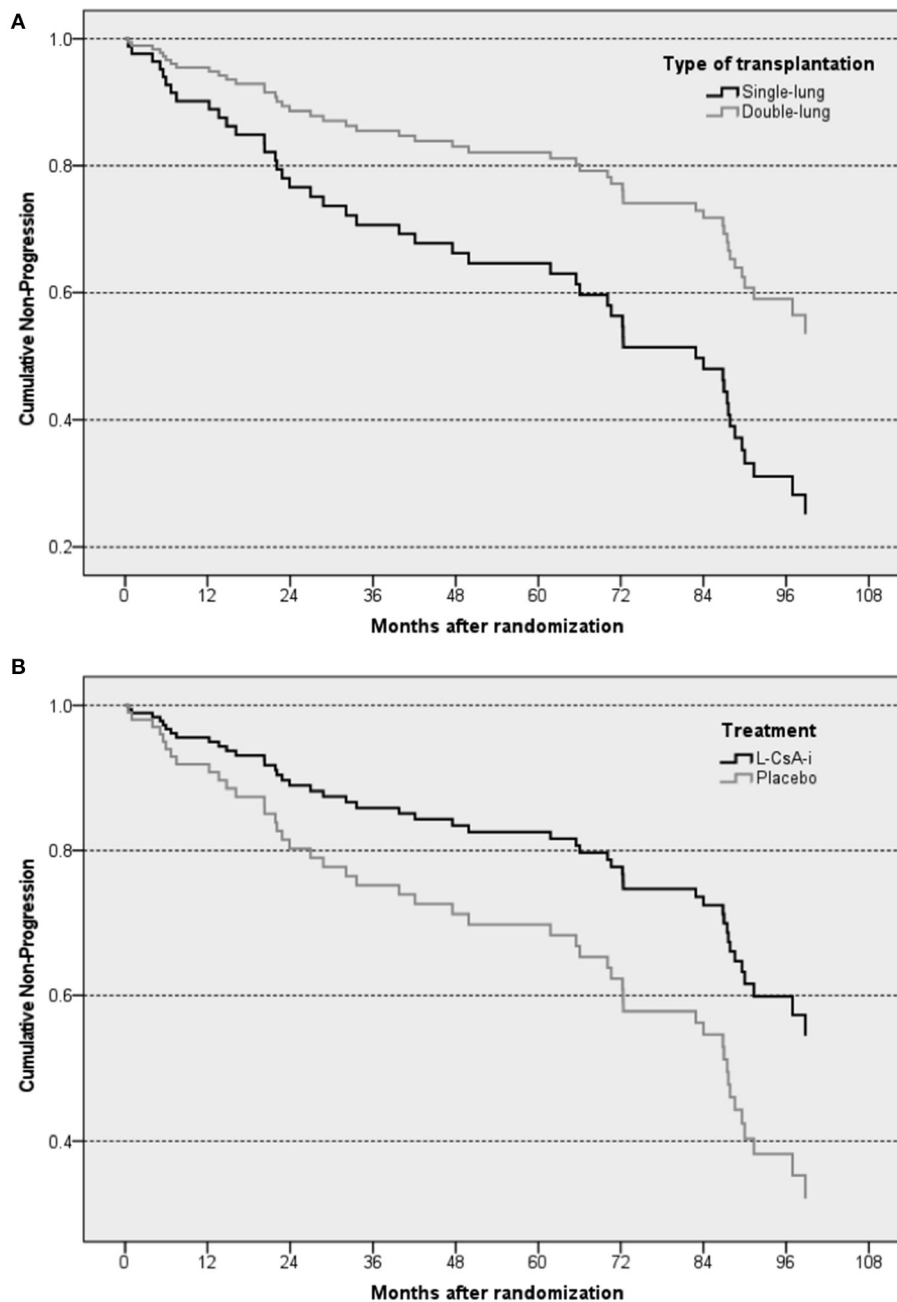 A
Cumulative Non-Progression
1.0
0.8
0.6
0.4
0.2
Type of transplantation
Single-lung
Double-lung
0 12 24 36 48 60 72 84 96 108
Months after randomization
B
Cumulative Non-Progression
1.0
0.8
0.6
0.4
Treatment
L-CsA-i
Placebo
0 12 24 36 48 60 72 84 96 108
Months after randomization